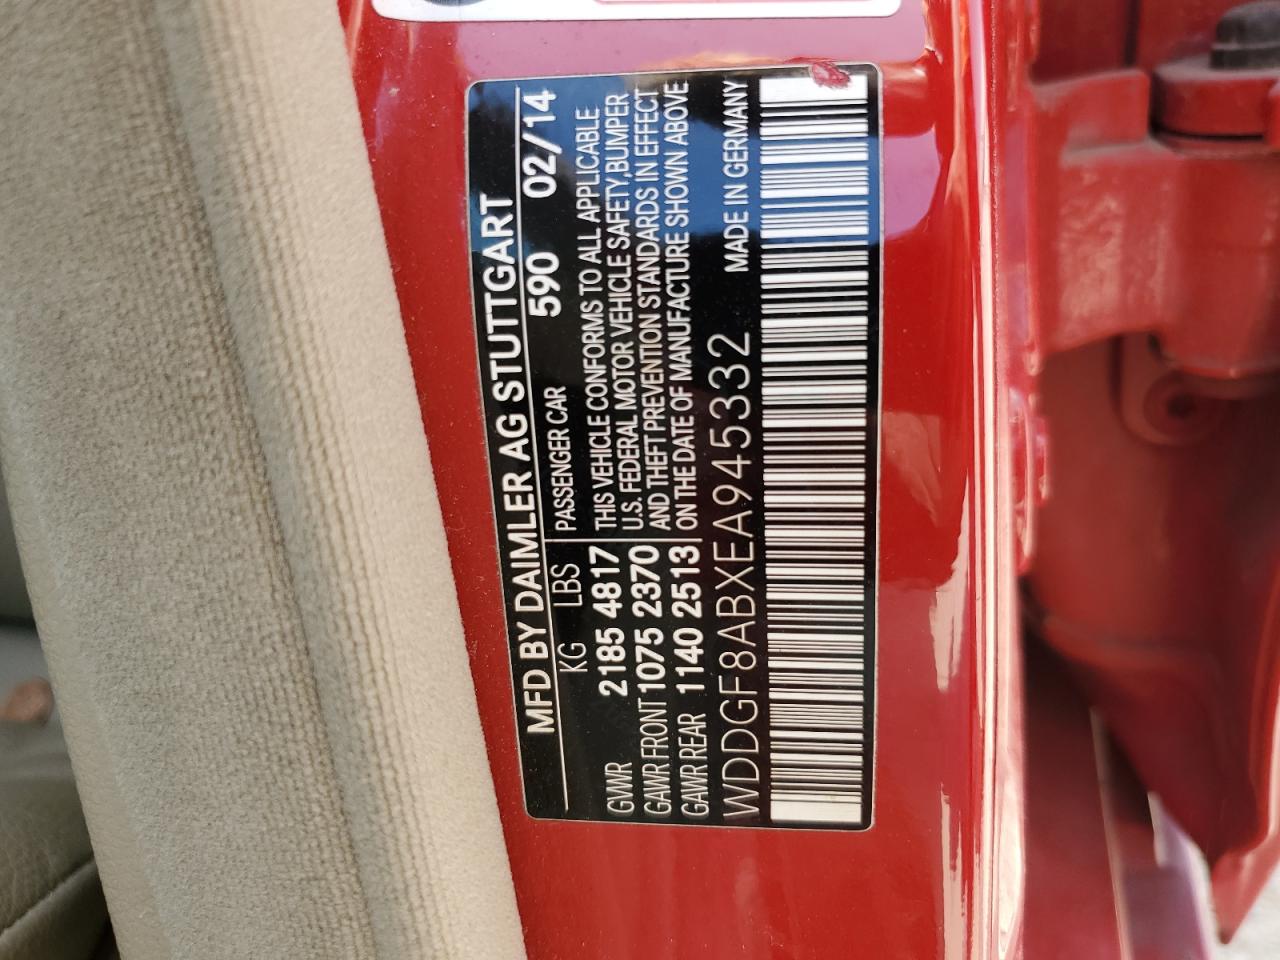 MFD BY DAIMLER AG STUTTGART
KG LBS PASSENGER CAR 590 02/14
GVWR 2185 4817 THIS VEHICLE CONFORMS TO ALL APPLICABLE
GAWR FRONT 1075 2370 U.S. FEDERAL MOTOR VEHICLE SAFETY,BUMPER
GAWR REAR 1140 2513 AND THEFT PREVENTION STANDARDS IN EFFECT
ON THE DATE OF MANUFACTURE SHOWN ABOVE
WDDGF8ABXEA945332 MADE IN GERMANY